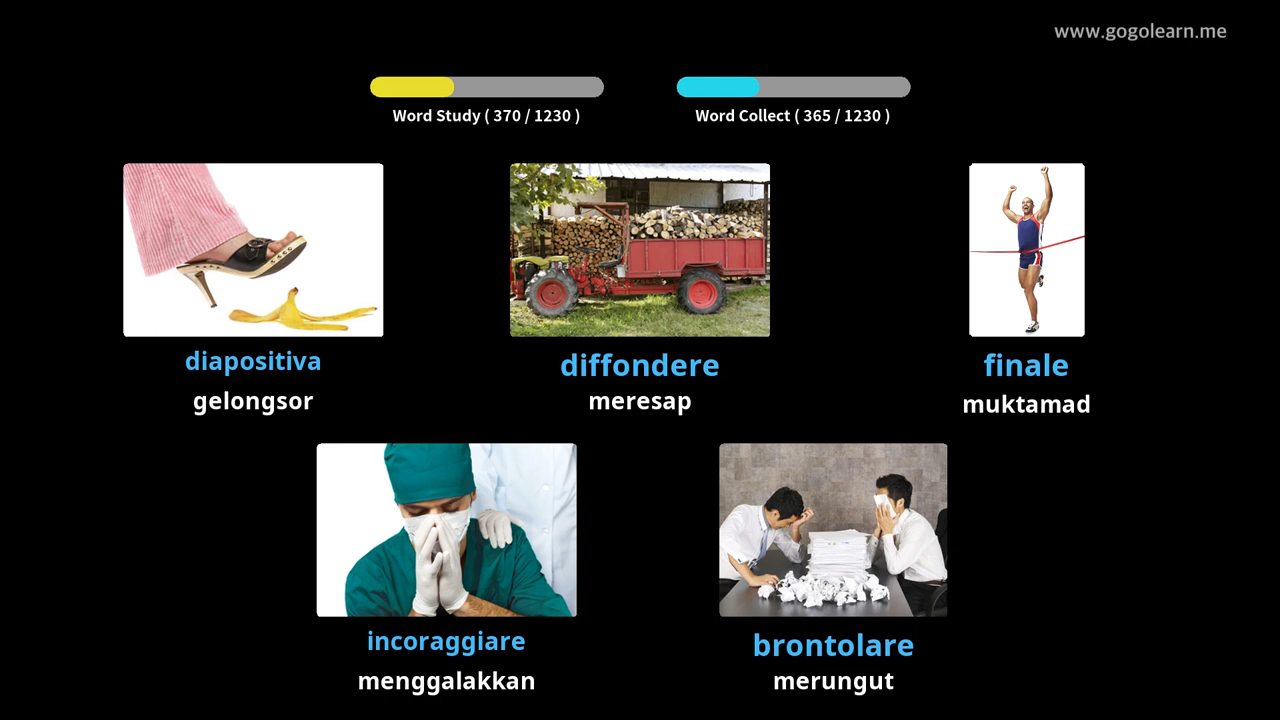 www.gogolearn.me
Word Study ( 370 / 1230 )
Word Collect ( 365 / 1230 )
diapositiva
gelongsor
diffondere
meresap
finale
muktamad
incoraggiare
menggalakkan
brontolare
merungut